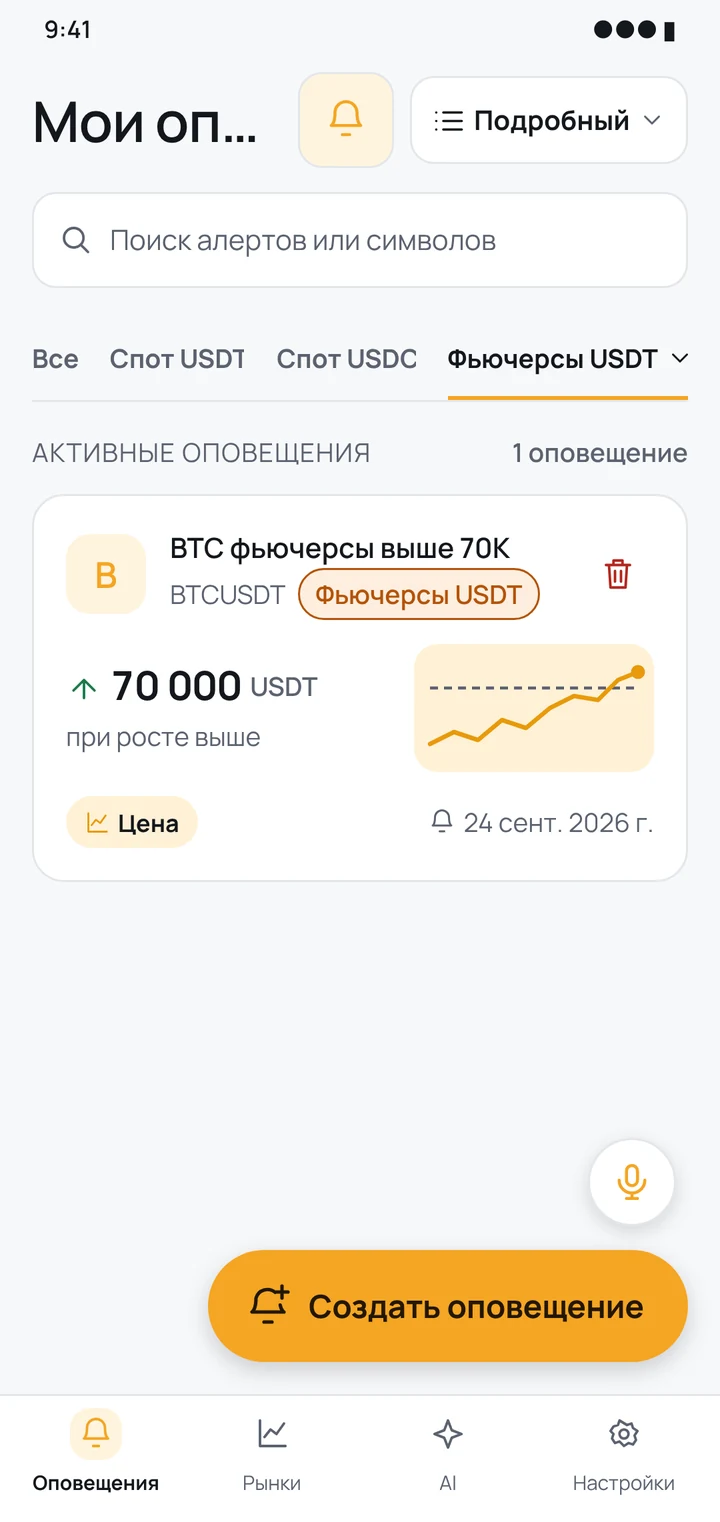 9:41
Мои оп...
Подробный
Поиск алертов или символов
Все Спот USDT Спот USDC Фьючерсы USDT
АКТИВНЫЕ ОПОВЕЩЕНИЯ 1 оповещение
B
BTC фьючерсы выше 70K
BTCUSDT Фьючерсы USDT
70 000 USDT
при росте выше
Цена 24 сент. 2026 г.
Создать оповещение
Оповещения Рынки AI Настройки